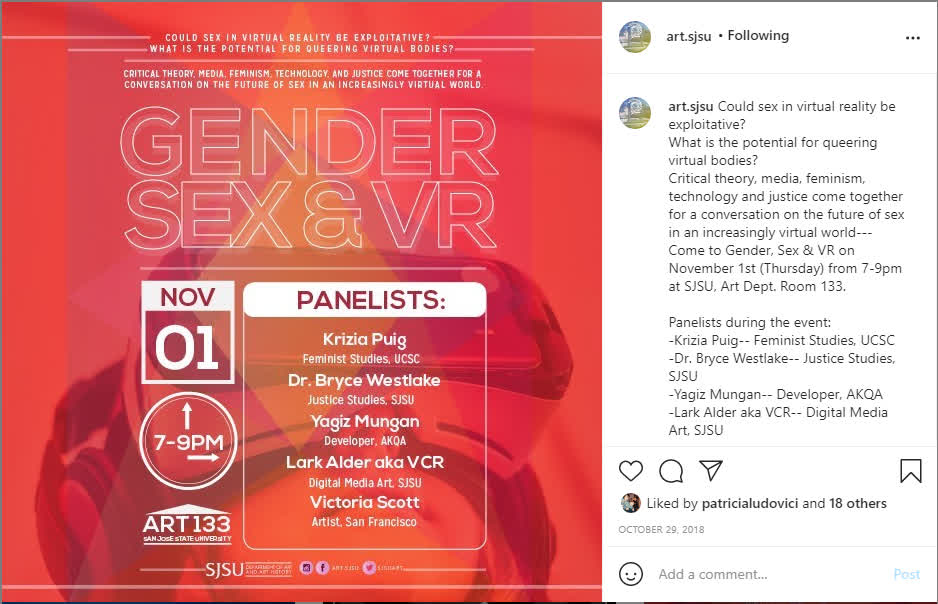 COULD SEX IN VIRTUAL REALITY BE EXPLOITATIVE?
WHAT IS THE POTENTIAL FOR QUEERING VIRTUAL BODIES?
CRITICAL THEORY, MEDIA, FEMINISM, TECHNOLOGY, AND JUSTICE COME TOGETHER FOR A
CONVERSATION ON THE FUTURE OF SEX IN AN INCREASINGLY VIRTUAL WORLD.
GENDER
SEX & VR
NOV
01
7-9PM
ART133
SAN JOSE STATE UNIVERSITY
PANELISTS:
Krizia Puig
Feminist Studies, UCSC
Dr. Bryce Westlake
Justice Studies, SJSU
Yagiz Mungan
Developer, AKQA
Lark Alder aka VCR
Digital Media Art, SJSU
Victoria Scott
Artist, San Francisco
SJSU DEPARTMENT OF ART
AND ART HISTORY
ART.SJSU
SJSUART
art.sjsu • Following
art.sjsu Could sex in virtual reality be
exploitative?
What is the potential for queering
virtual bodies?
Critical theory, media, feminism,
technology and justice come together
for a conversation on the future of sex
in an increasingly virtual world---
Come to Gender, Sex & VR on
November 1st (Thursday) from 7-9pm
at SJSU, Art Dept. Room 133.
Panelists during the event:
-Krizia Puig-- Feminist Studies, UCSC
-Dr. Bryce Westlake-- Justice Studies,
SJSU
-Yagiz Mungan-- Developer, AKQA
-Lark Alder aka VCR-- Digital Media
Art, SJSU
Liked by patricialudovici and 18 others
OCTOBER 29, 2018
Add a comment...
Post